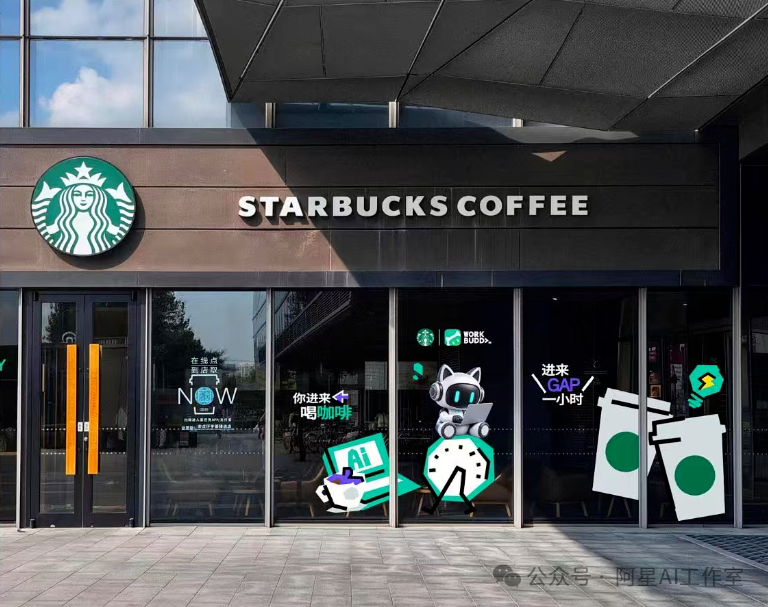 STARBUCKS COFFEE
在线点
到店取
NOW
你进来
喝咖啡
Ai
WORK
BUDD>_
进来
GAP
一小时
公众号 · 阿星AI工作室